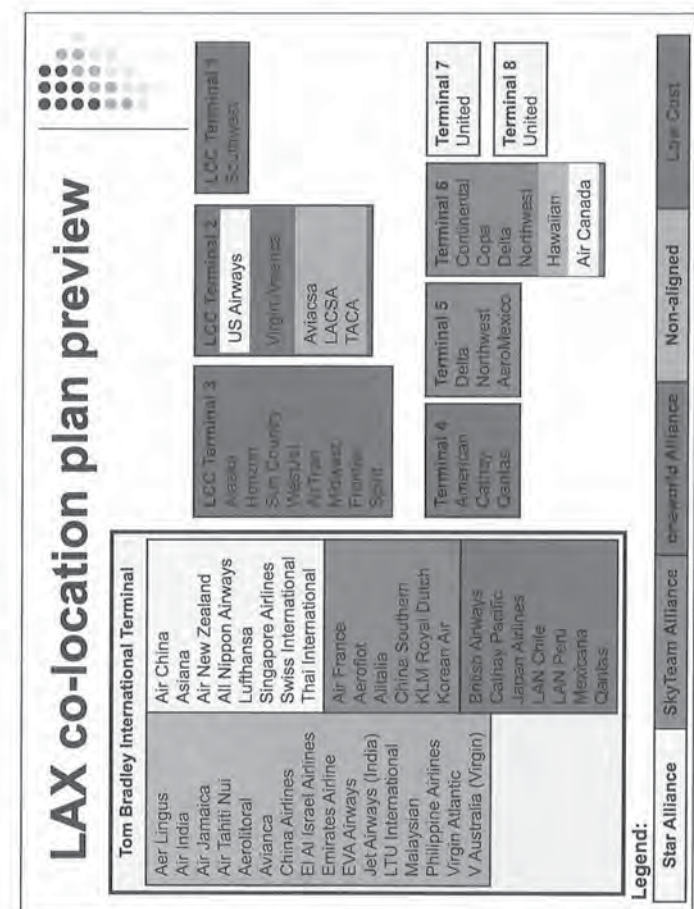 LAX co-location plan preview
Tom Bradley International Terminal
Aer Lingus
Air India
Air Jamaica
Air Tahiti Nui
Aerolitoral
Avianca
China Airlines
El Al Israel Airlines
Emirates Airline
EVA Airways
Jet Airways (India)
LTU International
Malaysian
Philippine Airlines
Virgin Atlantic
V Australia (Virgin)
Air China
Asiana
Air New Zealand
All Nippon Airways
Lufthansa
Singapore Airlines
Swiss International
Thai International
Air France
Aeroflot
Alitalia
China Southern
KLM Royal Dutch
Korean Air
British Airways
Cathay Pacific
Japan Airlines
LAN Chile
LAN Peru
Mexicana
Qantas
LCC Terminal 3
Alaska
Horizon
Sun Country
WestJet
AirTran
Midwest
Frontier
Spirit
LCC Terminal 2
US Airways
Virgin America
Aviacsa
LACSA
TACA
LCC Terminal 1
Southwest
Terminal 4
American
Cathay
Qantas
Terminal 5
Delta
Northwest
AeroMexico
Terminal 6
Continental
Copa
Delta
Northwest
Hawaiian
Air Canada
Terminal 7
United
Terminal 8
United
Legend:
Star Alliance
SkyTeam Alliance
oneworld Alliance
Non-aligned
Low Cost